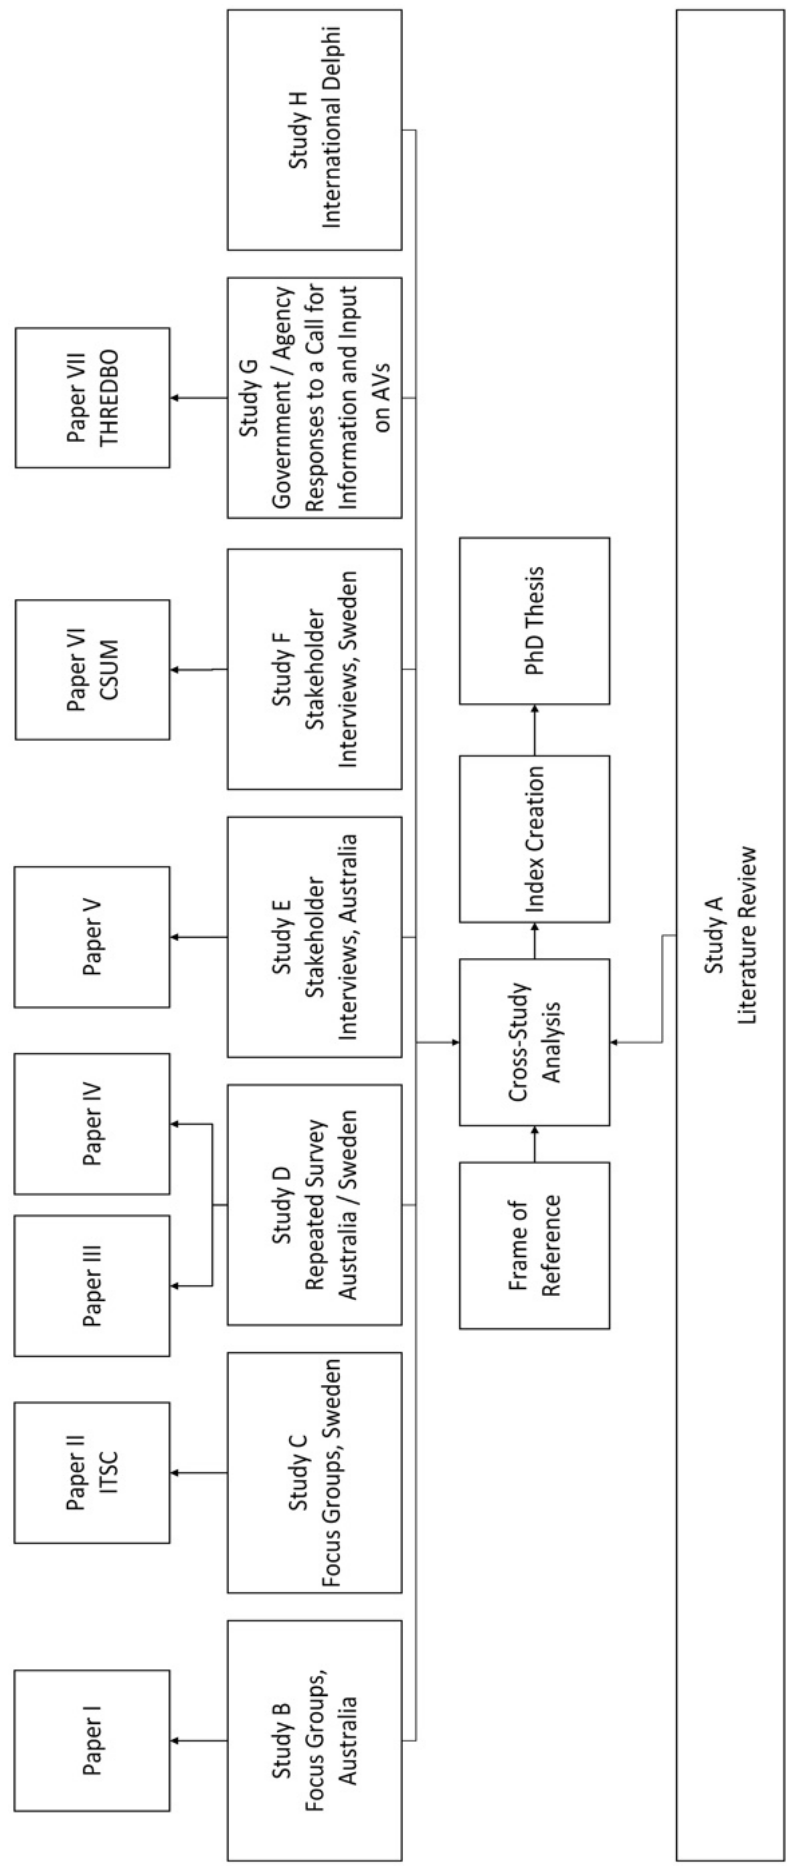 Paper I
Paper II
ITSC
Paper III
Paper IV
Paper V
Paper VI
CSUM
Paper VII
THREDBO
Study B
Focus Groups,
Australia
Study C
Focus Groups, Sweden
Study D
Repeated Survey
Australia / Sweden
Study E
Stakeholder
Interviews, Australia
Study F
Stakeholder
Interviews, Sweden
Study G
Government / Agency
Responses to a Call for
Information and Input
on AVs
Study H
International Delphi
Frame of
Reference
Cross-Study
Analysis
Index Creation
PhD Thesis
Study A
Literature Review